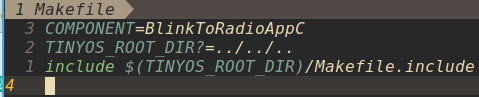 1 Makefile
3 COMPONENT=BlinkToRadioAppC
2 TINYOS_ROOT_DIR?=../../..
1 include $(TINYOS_ROOT_DIR)/Makefile.include
4